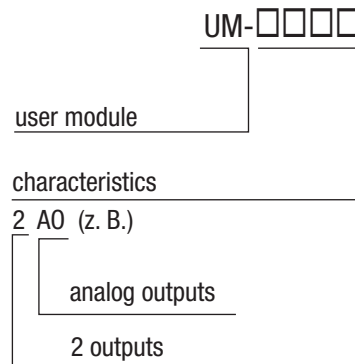 UM-□□□□
user module
characteristics
2 AO (z. B.)
analog outputs
2 outputs